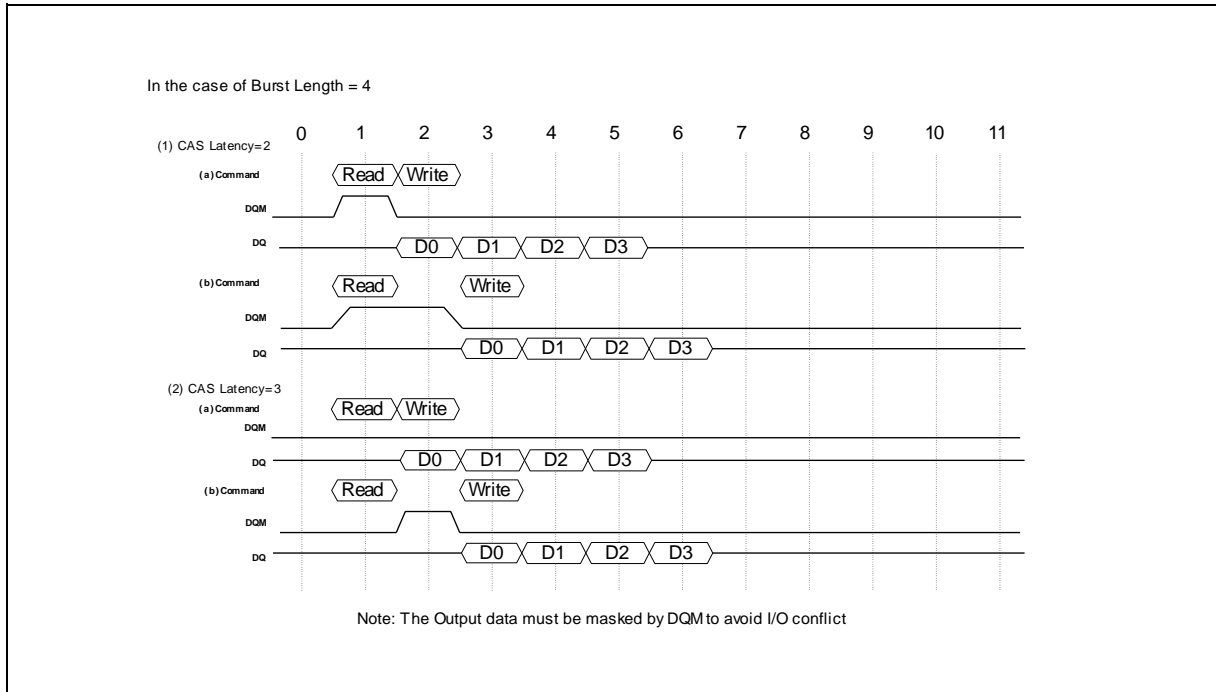 In the case of Burst Length = 4
0 1 2 3 4 5 6 7 8 9 10 11
(1) CAS Latency=2
(a)Command Read Write
DQM
DQ D0 D1 D2 D3
(b)Command Read Write
DQM
DQ D0 D1 D2 D3
(2) CAS Latency=3
(a)Command Read Write
DQM
DQ D0 D1 D2 D3
(b)Command Read Write
DQM
DQ D0 D1 D2 D3
Note: The Output data must be masked by DQM to avoid I/O conflict